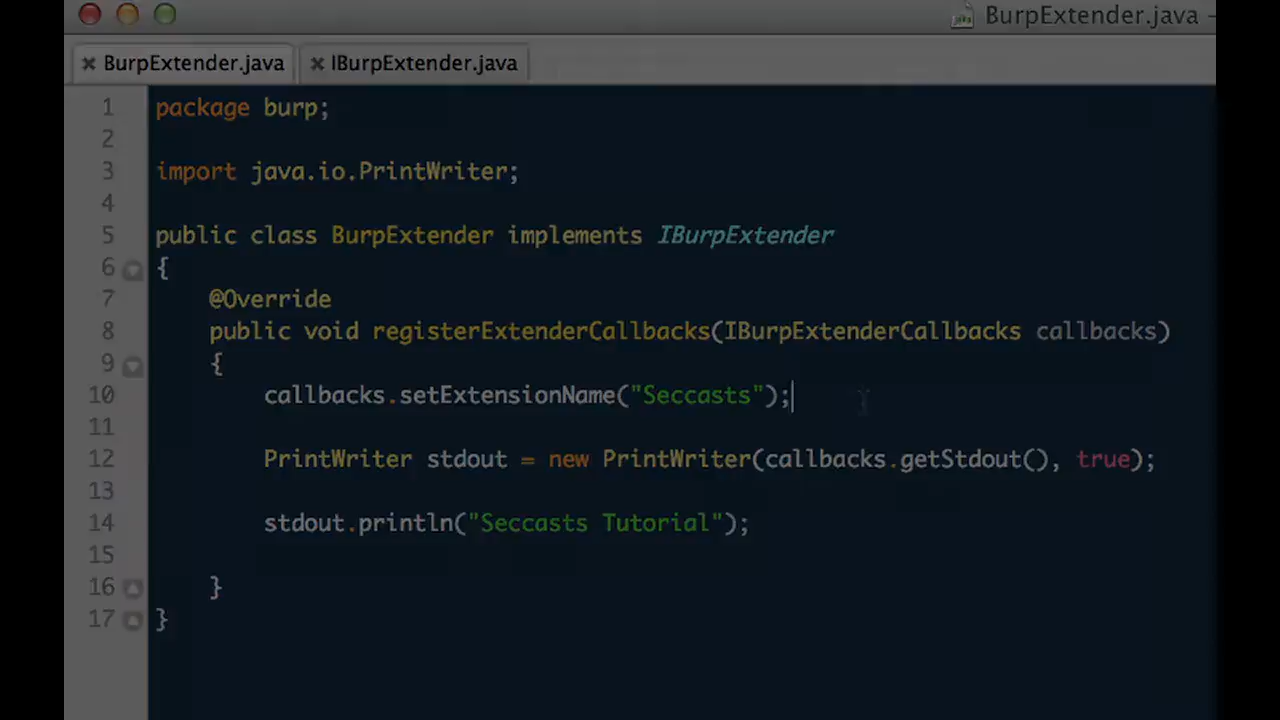 BurpExtender.java –
BurpExtender.java IBurpExtender.java
1 package burp;
2
3 import java.io.PrintWriter;
4
5 public class BurpExtender implements IBurpExtender
6 {
7 @Override
8 public void registerExtenderCallbacks(IBurpExtenderCallbacks callbacks)
9 {
10 callbacks.setExtensionName("Seccasts");
11
12 PrintWriter stdout = new PrintWriter(callbacks.getStdout(), true);
13
14 stdout.println("Seccasts Tutorial");
15
16 }
17 }